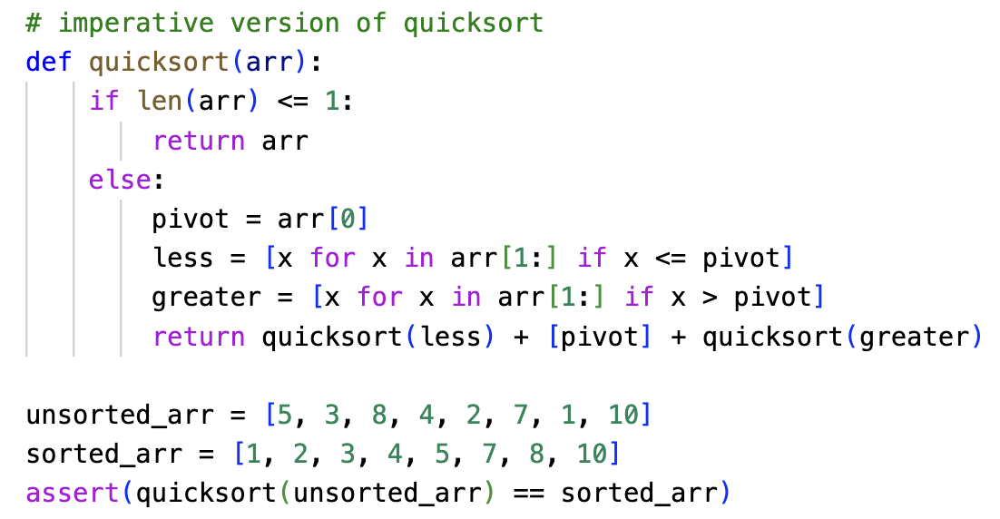 # imperative version of quicksort
def quicksort(arr):
    if len(arr) <= 1:
        return arr
    else:
        pivot = arr[0]
        less = [x for x in arr[1:] if x <= pivot]
        greater = [x for x in arr[1:] if x > pivot]
        return quicksort(less) + [pivot] + quicksort(greater)

unsorted_arr = [5, 3, 8, 4, 2, 7, 1, 10]
sorted_arr = [1, 2, 3, 4, 5, 7, 8, 10]
assert(quicksort(unsorted_arr) == sorted_arr)